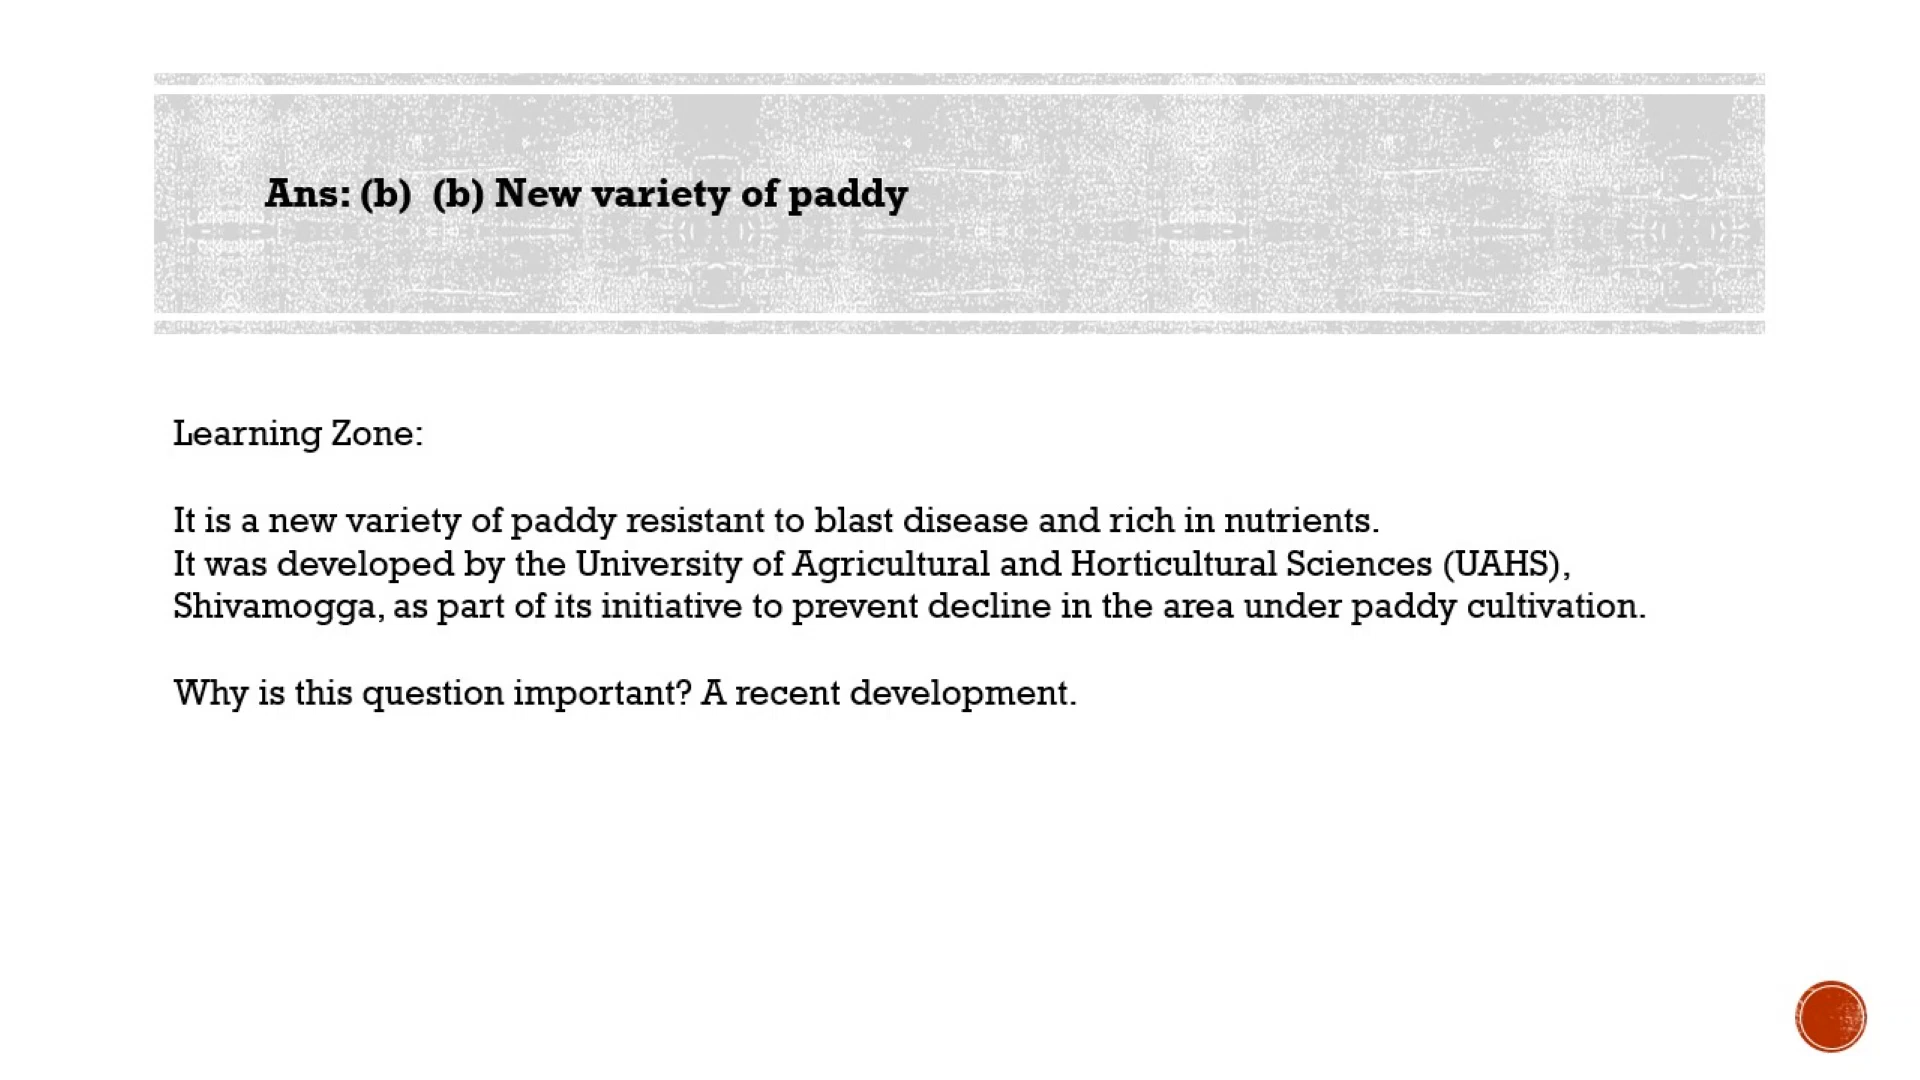 Ans: (b) (b) New variety of paddy
Learning Zone:
It is a new variety of paddy resistant to blast disease and rich in nutrients.
It was developed by the University of Agricultural and Horticultural Sciences (UAHS),
Shivamogga, as part of its initiative to prevent decline in the area under paddy cultivation.
Why is this question important? A recent development.